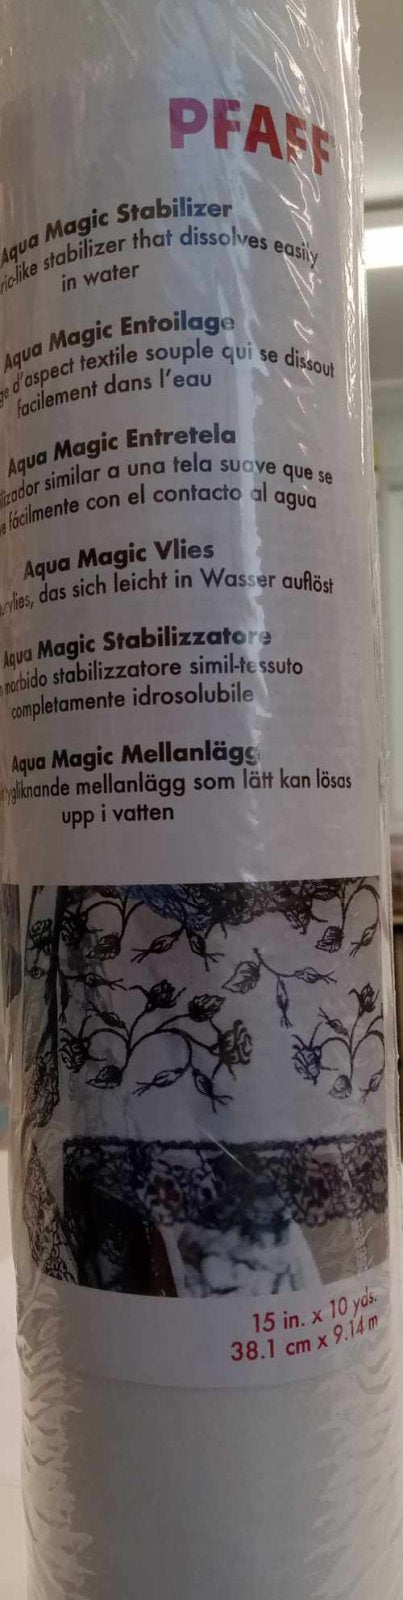 PFAFF
Aqua Magic Stabilizer
stabilizer that dissolves easily
in water
Aqua Magic Entoilage
d'aspect textile souple qui se dissout
facilement dans l'eau
Aqua Magic Entretela
similar a una tela suave que se
fácilmente con el contacto al agua
Aqua Magic Vlies
das sich leicht in Wasser auflöst
Aqua Magic Stabilizzatore
morbido stabilizzatore simil-tessuto
completamente idrosolubile
Aqua Magic Mellanlägg
mellanlägg som lätt kan lösas
upp i vatten
15 in. x 10 yds.
38.1 cm x 9.14 m